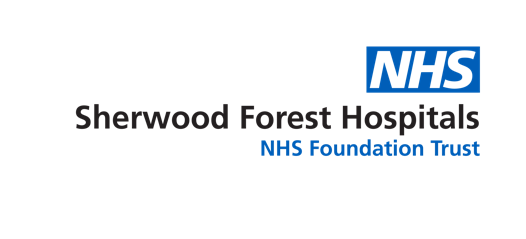 NHS
Sherwood Forest Hospitals
NHS Foundation Trust